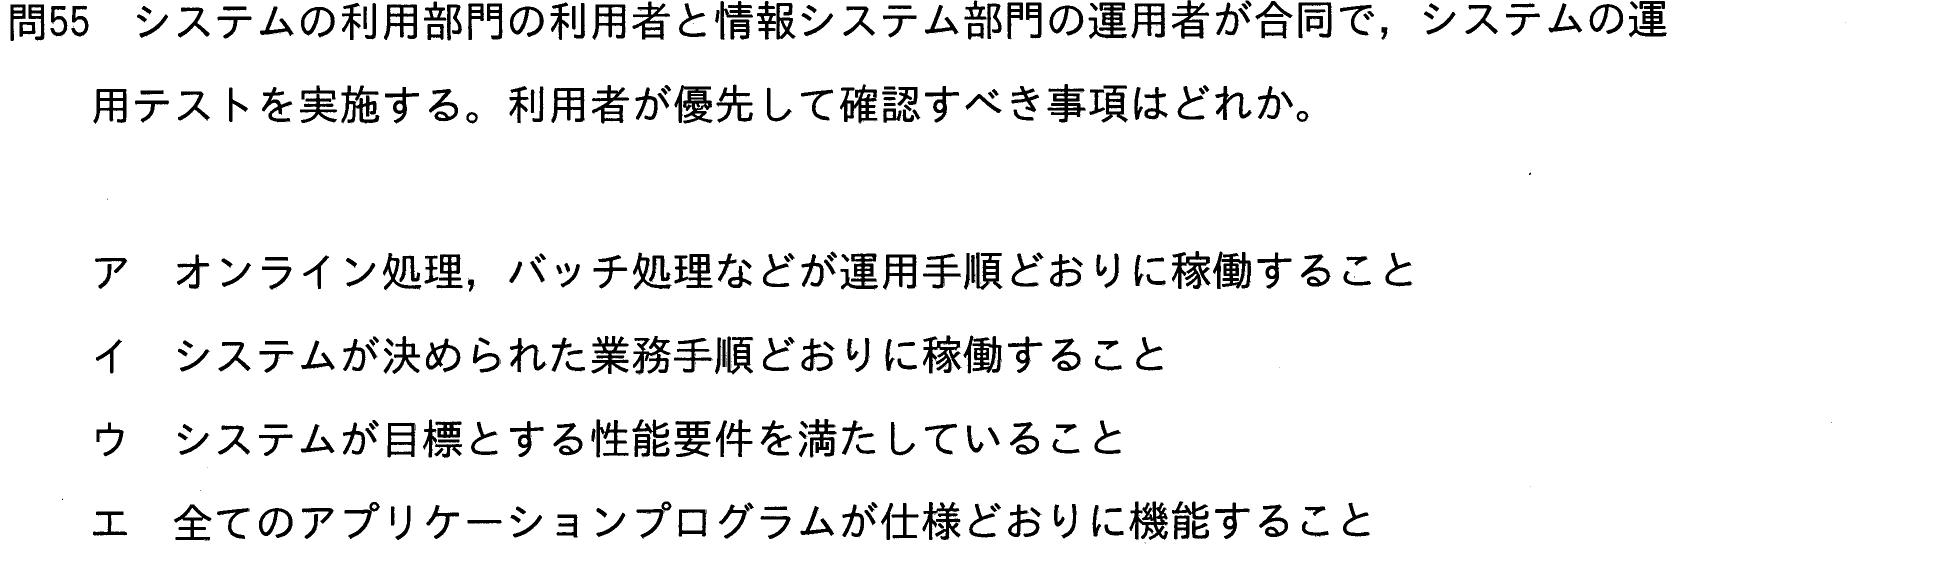 問55　システムの利用部門の利用者と情報システム部門の運用者が合同で，システムの運
用テストを実施する。利用者が優先して確認すべき事項はどれか。
ア　オンライン処理，バッチ処理などが運用手順どおりに稼働すること
イ　システムが決められた業務手順どおりに稼働すること
ウ　システムが目標とする性能要件を満たしていること
エ　全てのアプリケーションプログラムが仕様どおりに機能すること